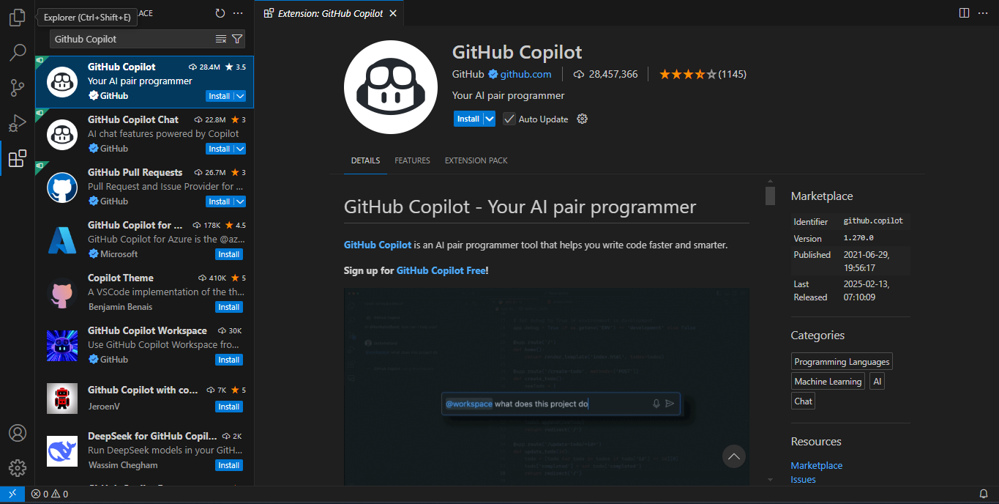 Explorer (Ctrl+Shift+E)
ACE
Github Copilot
GitHub Copilot 28.4M 3.5
Your AI pair programmer
GitHub Install
GitHub Copilot Chat 22.8M 3
AI chat features powered by Copilot
GitHub Install
GitHub Pull Requests 26.7M 3
Pull Request and Issue Provider for ...
GitHub Install
GitHub Copilot for ... 178K 4.5
GitHub Copilot for Azure is the @az...
Microsoft Install
Copilot Theme 410K 5
A VSCode implementation of the th...
Benjamin Benais Install
GitHub Copilot Workspace 30K
Use GitHub Copilot Workspace fro...
GitHub Install
Github Copilot with co... 7K 5
JeroenV Install
DeepSeek for GitHub Copil... 2K
Run DeepSeek models in your GitH...
Wassim Chegham Install
Extension: GitHub Copilot
GitHub Copilot
GitHub github.com 28,457,366 (1145)
Your AI pair programmer
Install Auto Update
DETAILS FEATURES EXTENSION PACK
GitHub Copilot - Your AI pair programmer
GitHub Copilot is an AI pair programmer tool that helps you write code faster and smarter.
Sign up for GitHub Copilot Free!
@workspace what does this project do
Marketplace
Identifier github.copilot
Version 1.270.0
Published 2021-06-29,
19:56:17
Last 2025-02-13,
Released 07:10:09
Categories
Programming Languages
Machine Learning AI
Chat
Resources
Marketplace
Issues
0 0